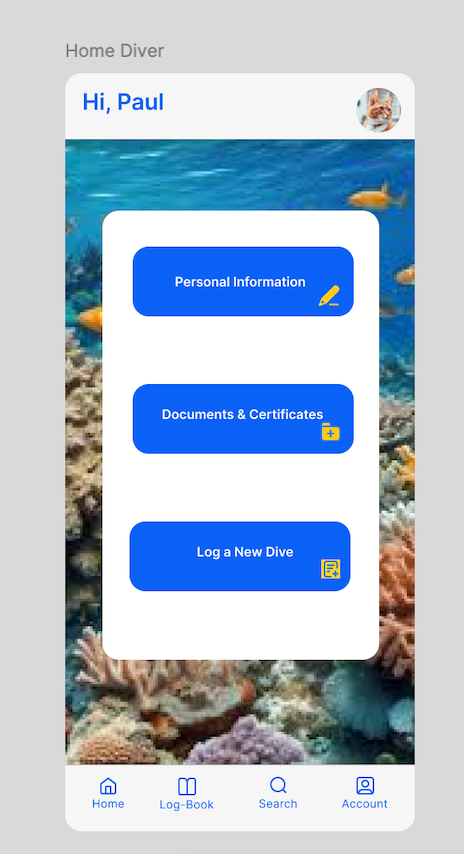 Home Diver
Hi, Paul
Personal Information
Documents & Certificates
Log a New Dive
Home
Log-Book
Search
Account